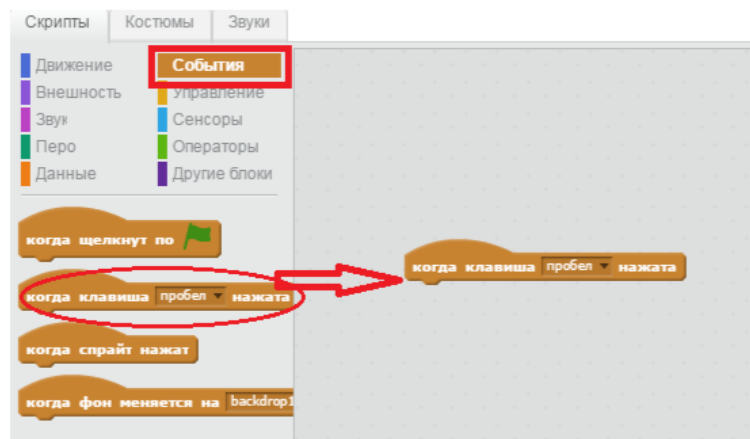 Скрипты Костюмы Звуки
Движение События
Внешность Управление
Звук Сенсоры
Перо Операторы
Данные Другие блоки
когда щелкнут по
когда клавиша пробел нажата
когда клавиша пробел нажата
когда спрайт нажат
когда фон меняется на backdrop1